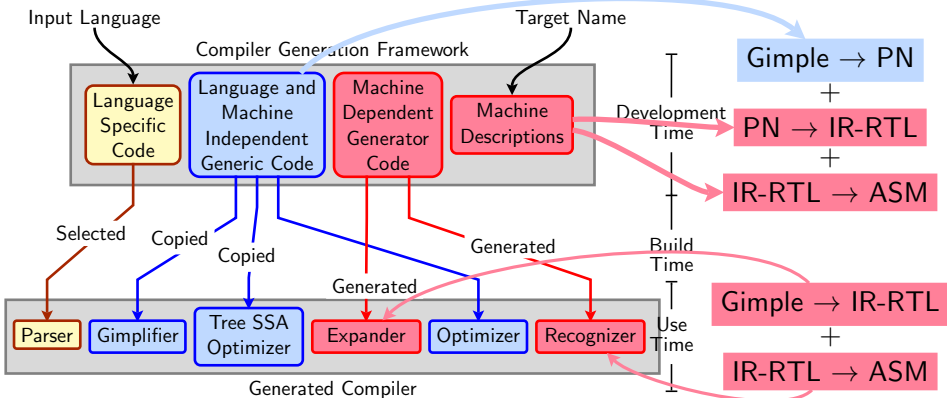 Input Language
Target Name
Compiler Generation Framework
Language
Specific
Code
Language and
Machine
Independent
Generic Code
Machine
Dependent
Generator
Code
Machine
Descriptions
Development
Time
Gimple → PN
+
PN → IR-RTL
+
IR-RTL → ASM
Selected
Copied
Copied
Generated
Generated
Build
Time
Parser
Gimplifier
Tree SSA
Optimizer
Expander
Optimizer
Recognizer
Use
Time
Gimple → IR-RTL
+
IR-RTL → ASM
Generated Compiler